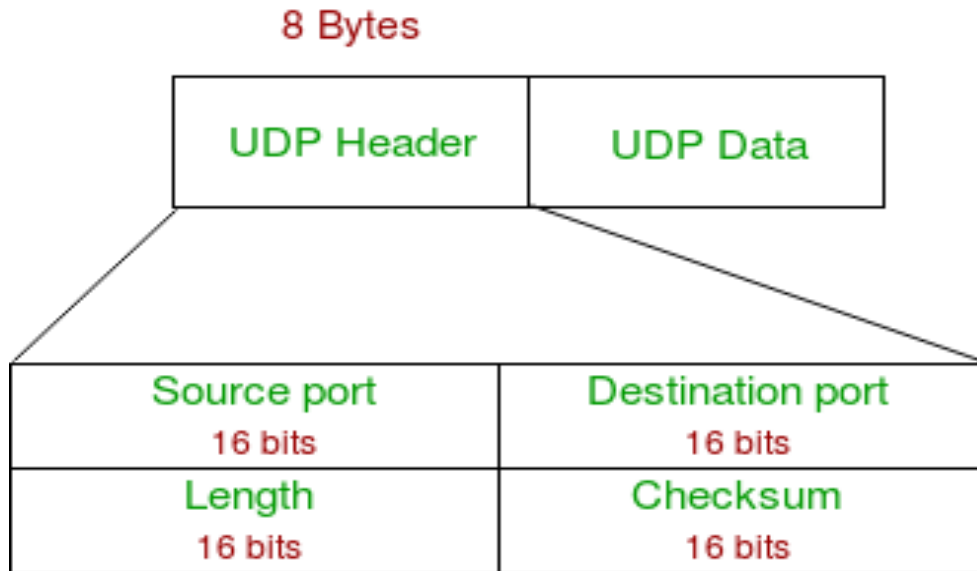 8 Bytes
UDP Header
UDP Data
Source port
16 bits
Destination port
16 bits
Length
16 bits
Checksum
16 bits